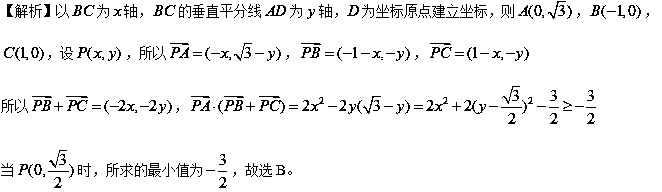 【解析】以BC为x轴，BC的垂直平分线AD为y轴，D为坐标原点建立坐标，则A(0,√3)，B(−1,0)，
C(1,0)，设P(x,y)，所以\overrightarrow{PA}=(−x,√3−y)，\overrightarrow{PB}=(−1−x,−y)，\overrightarrow{PC}=(1−x,−y)
所以\overrightarrow{PB}+\overrightarrow{PC}=(−2x,−2y)，\overrightarrow{PA}·(\overrightarrow{PB}+\overrightarrow{PC})=2x²−2y(√3−y)=2x²+2(y−\frac{√3}{2})²−\frac{3}{2}≥−\frac{3}{2}
当P(0,\frac{√3}{2})时，所求的最小值为−\frac{3}{2}，故选B。